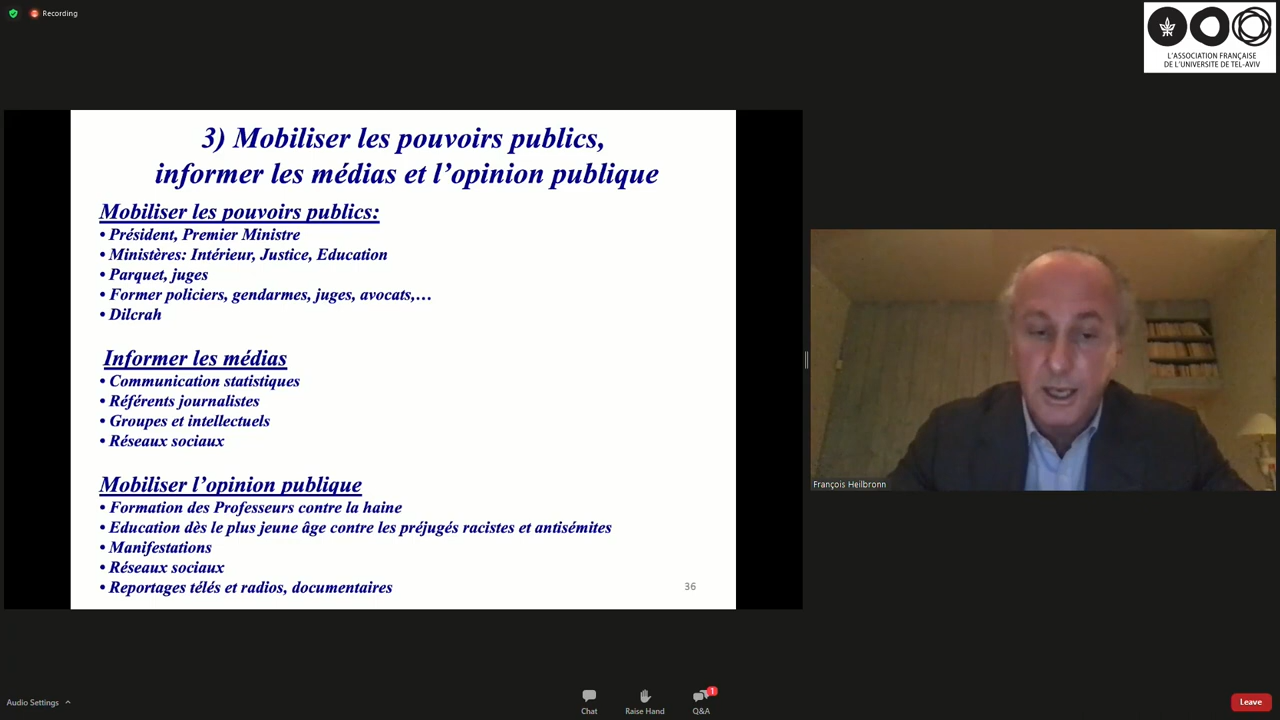 Recording
L'ASSOCIATION FRANÇAISE
DE L'UNIVERSITE DE TEL-AVIV
3) Mobiliser les pouvoirs publics,
informer les médias et l'opinion publique
Mobiliser les pouvoirs publics:
• Président, Premier Ministre
• Ministères: Intérieur, Justice, Education
• Parquet, juges
• Former policiers, gendarmes, juges, avocats,…
• Dilcrah
Informer les médias
• Communication statistiques
• Référents journalistes
• Groupes et intellectuels
• Réseaux sociaux
Mobiliser l'opinion publique
• Formation des Professeurs contre la haine
• Education dès le plus jeune âge contre les préjugés racistes et antisémites
• Manifestations
• Réseaux sociaux
• Reportages télés et radios, documentaires
36
François Heilbronn
Audio Settings
Chat
Raise Hand
1
Q&A
Leave